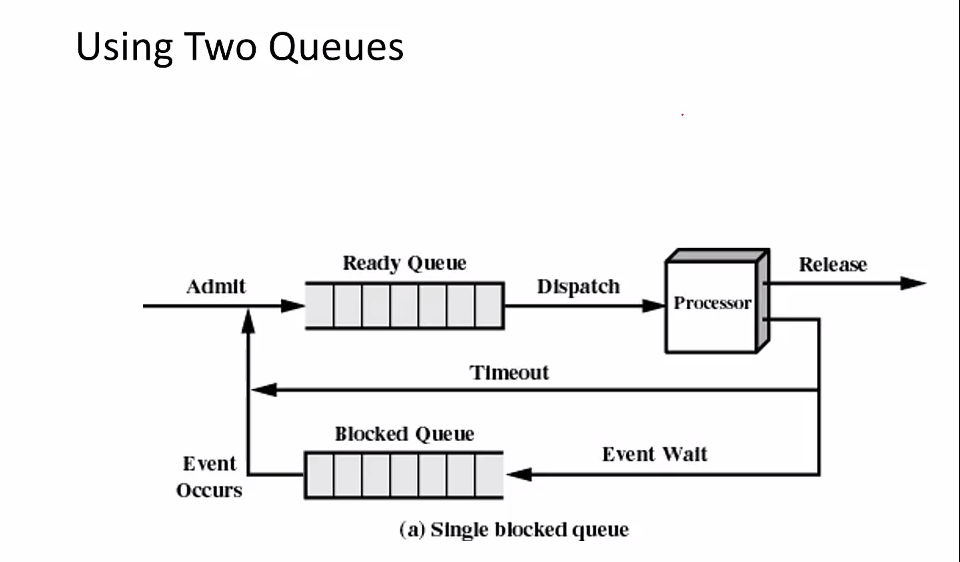 Using Two Queues
Ready Queue
Admit
Dispatch
Processor
Release
Timeout
Blocked Queue
Event Wait
Event
Occurs
(a) Single blocked queue